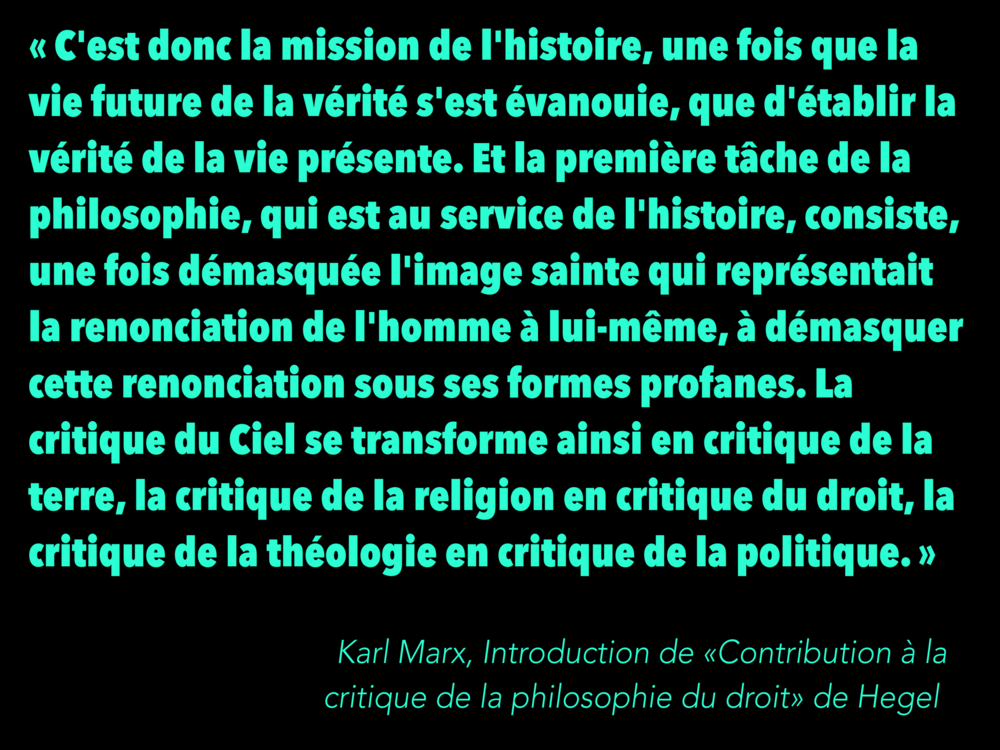 « C'est donc la mission de l'histoire, une fois que la
vie future de la vérité s'est évanouie, que d'établir la
vérité de la vie présente. Et la première tâche de la
philosophie, qui est au service de l'histoire, consiste,
une fois démasquée l'image sainte qui représentait
la renonciation de l'homme à lui-même, à démasquer
cette renonciation sous ses formes profanes. La
critique du Ciel se transforme ainsi en critique de la
terre, la critique de la religion en critique du droit, la
critique de la théologie en critique de la politique. »
Karl Marx, Introduction de «Contribution à la
critique de la philosophie du droit» de Hegel